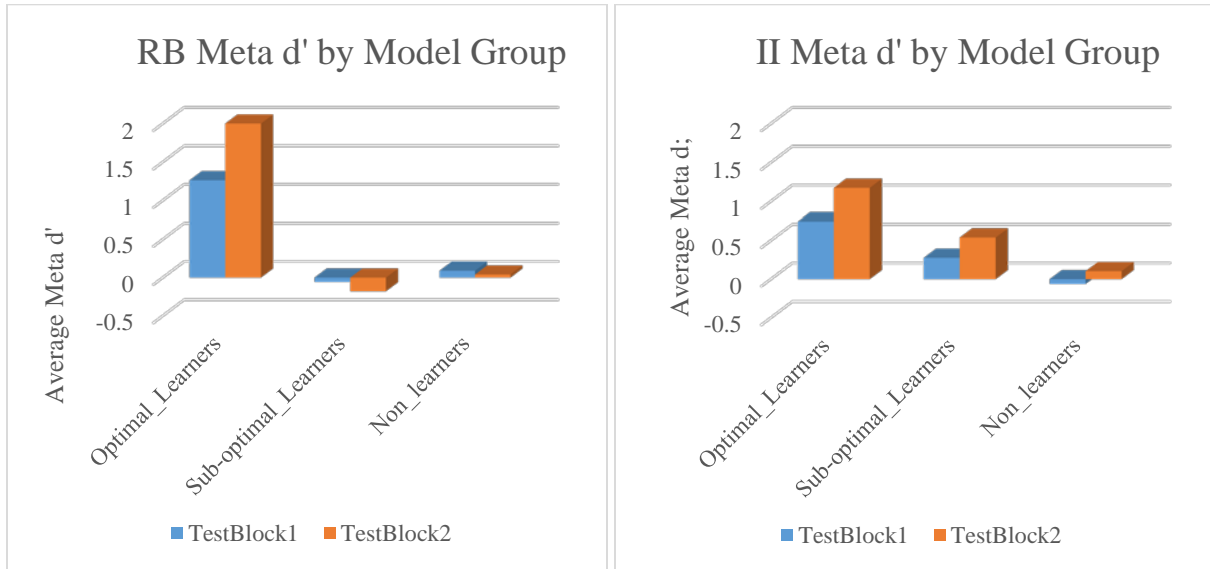 RB Meta d' by Model Group
Average Meta d'
2
1.5
1
0.5
0
-0.5
Optimal_Learners
Sub-optimal_Learners
Non_learners
TestBlock1 TestBlock2
II Meta d' by Model Group
Average Meta d;
2
1.5
1
0.5
0
-0.5
Optimal_Learners
Sub-optimal_Learners
Non_learners
TestBlock1 TestBlock2